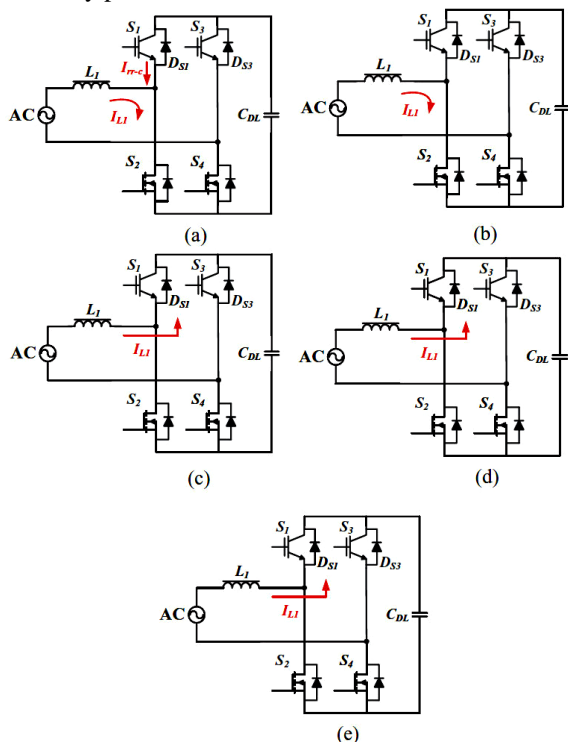 S1 S3
Irr-c DS1 DS3
L1
AC IL1 CDL
S2 S4
(a)
S1 S3
DS1 DS3
L1
AC IL1 CDL
S2 S4
(b)
S1 S3
L1 DS1 DS3
AC IL1 CDL
S2 S4
(c)
S1 S3
L1 DS1 DS3
AC IL1 CDL
S2 S4
(d)
S1 S3
L1 DS1 DS3
AC IL1 CDL
S2 S4
(e)